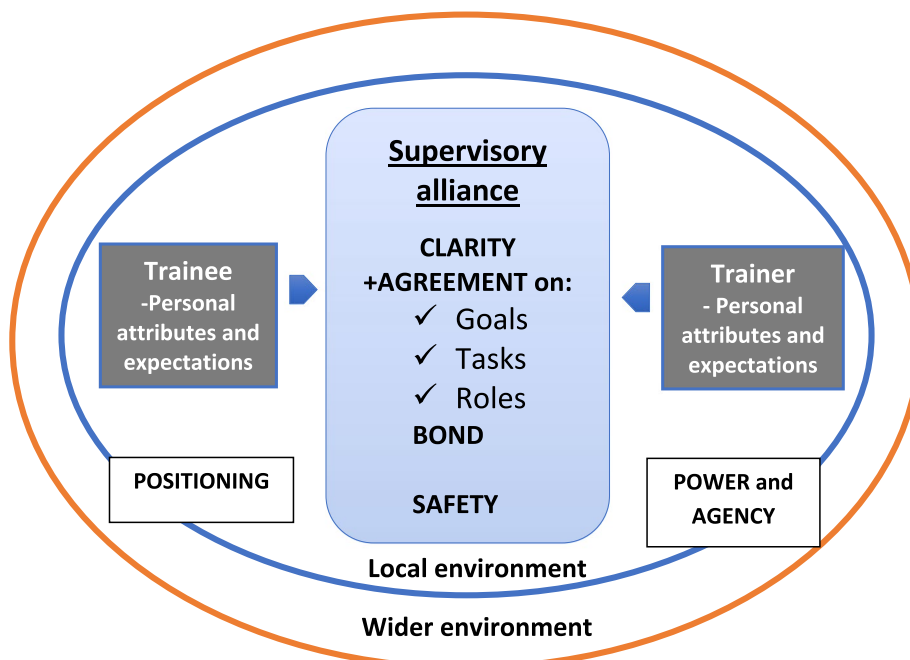 Supervisory
alliance
CLARITY
+AGREEMENT on:
✓ Goals
✓ Tasks
✓ Roles
BOND
SAFETY
Trainee
-Personal
attributes and
expectations
Trainer
- Personal
attributes and
expectations
POSITIONING
POWER and
AGENCY
Local environment
Wider environment